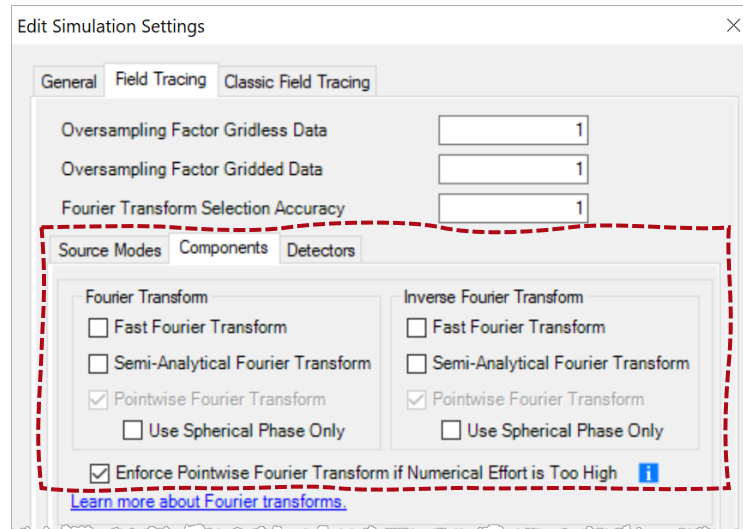 Edit Simulation Settings
General Field Tracing Classic Field Tracing
Oversampling Factor Gridless Data 1
Oversampling Factor Gridded Data 1
Fourier Transform Selection Accuracy 1
Source Modes Components Detectors
Fourier Transform Inverse Fourier Transform
Fast Fourier Transform Fast Fourier Transform
Semi-Analytical Fourier Transform Semi-Analytical Fourier Transform
Pointwise Fourier Transform Pointwise Fourier Transform
Use Spherical Phase Only Use Spherical Phase Only
Enforce Pointwise Fourier Transform if Numerical Effort is Too High i
Learn more about Fourier transforms.